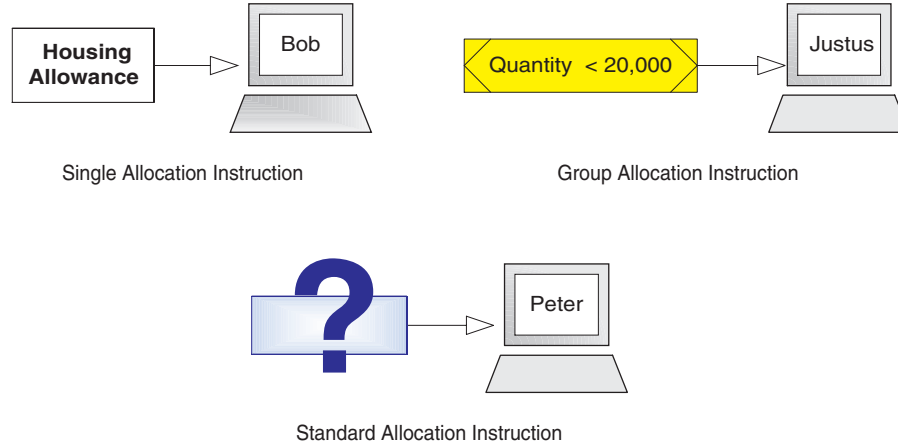 Housing
Allowance
Bob
Quantity < 20,000
Justus
Single Allocation Instruction
Group Allocation Instruction
?
Peter
Standard Allocation Instruction